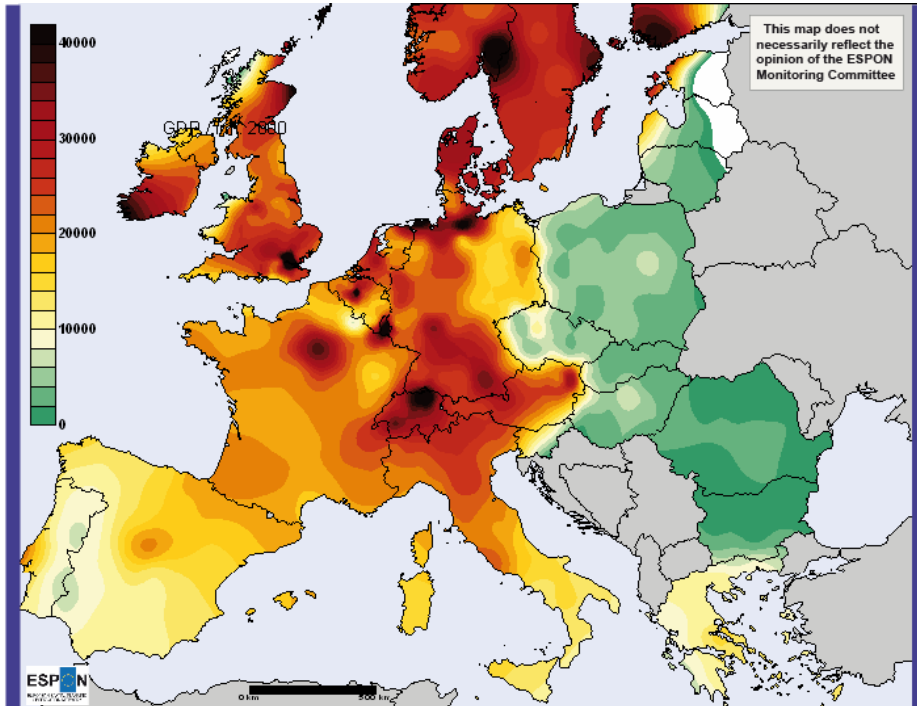 40000
30000
20000
10000
0
This map does not
necessarily reflect the
opinion of the ESPON
Monitoring Committee
2000
ESPON
0 km
500 km